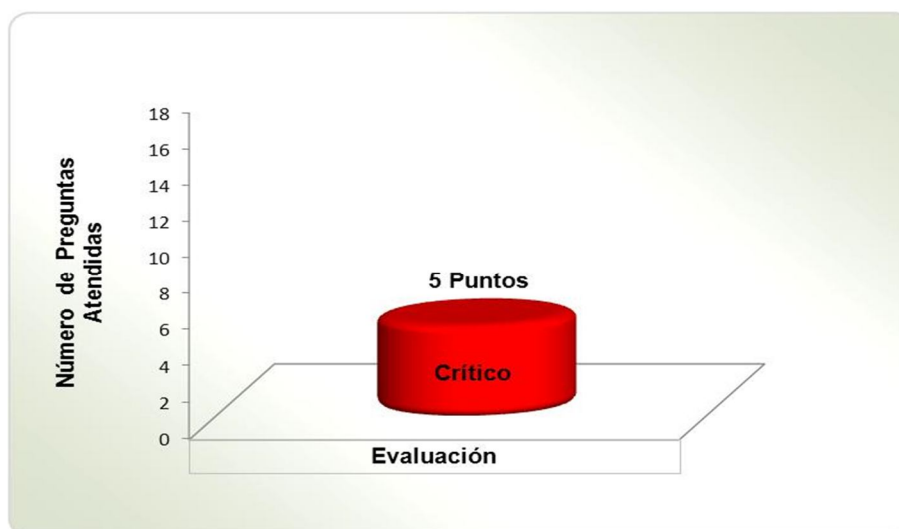 Número de Preguntas
Atendidas
18
16
14
12
10
8
6
4
2
0
5 Puntos
Crítico
Evaluación